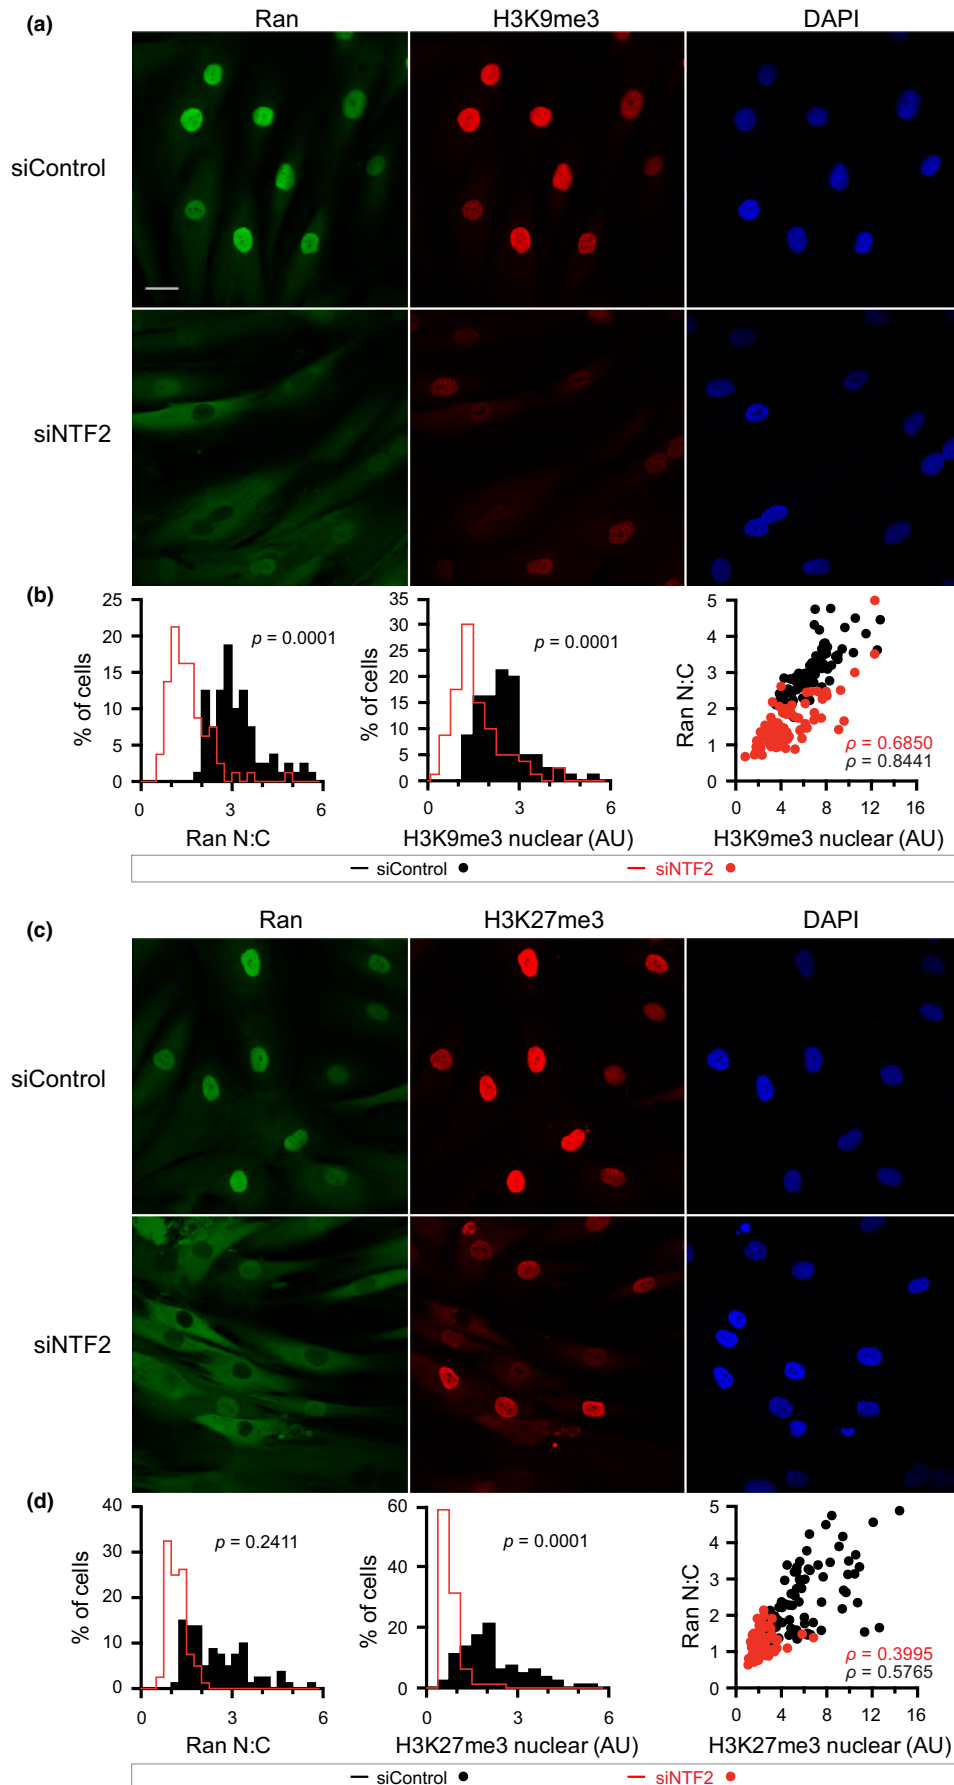 (a) Ran H3K9me3 DAPI
siControl
siNTF2
(b)
25
20
15
10
5
0
% of cells
p = 0.0001
0 3 6
Ran N:C
35
30
25
20
15
10
5
0
% of cells
p = 0.0001
0 3 6
H3K9me3 nuclear (AU)
5
4
3
2
1
0
Ran N:C
ρ = 0.6850
ρ = 0.8441
0 4 8 12 16
H3K9me3 nuclear (AU)
siControl siNTF2
(c) Ran H3K27me3 DAPI
siControl
siNTF2
(d)
40
30
20
10
0
% of cells
p = 0.2411
0 3 6
Ran N:C
60
40
20
0
% of cells
p = 0.0001
0 3 6
H3K27me3 nuclear (AU)
5
4
3
2
1
0
Ran N:C
ρ = 0.3995
ρ = 0.5765
0 4 8 12 16
H3K27me3 nuclear (AU)
siControl siNTF2